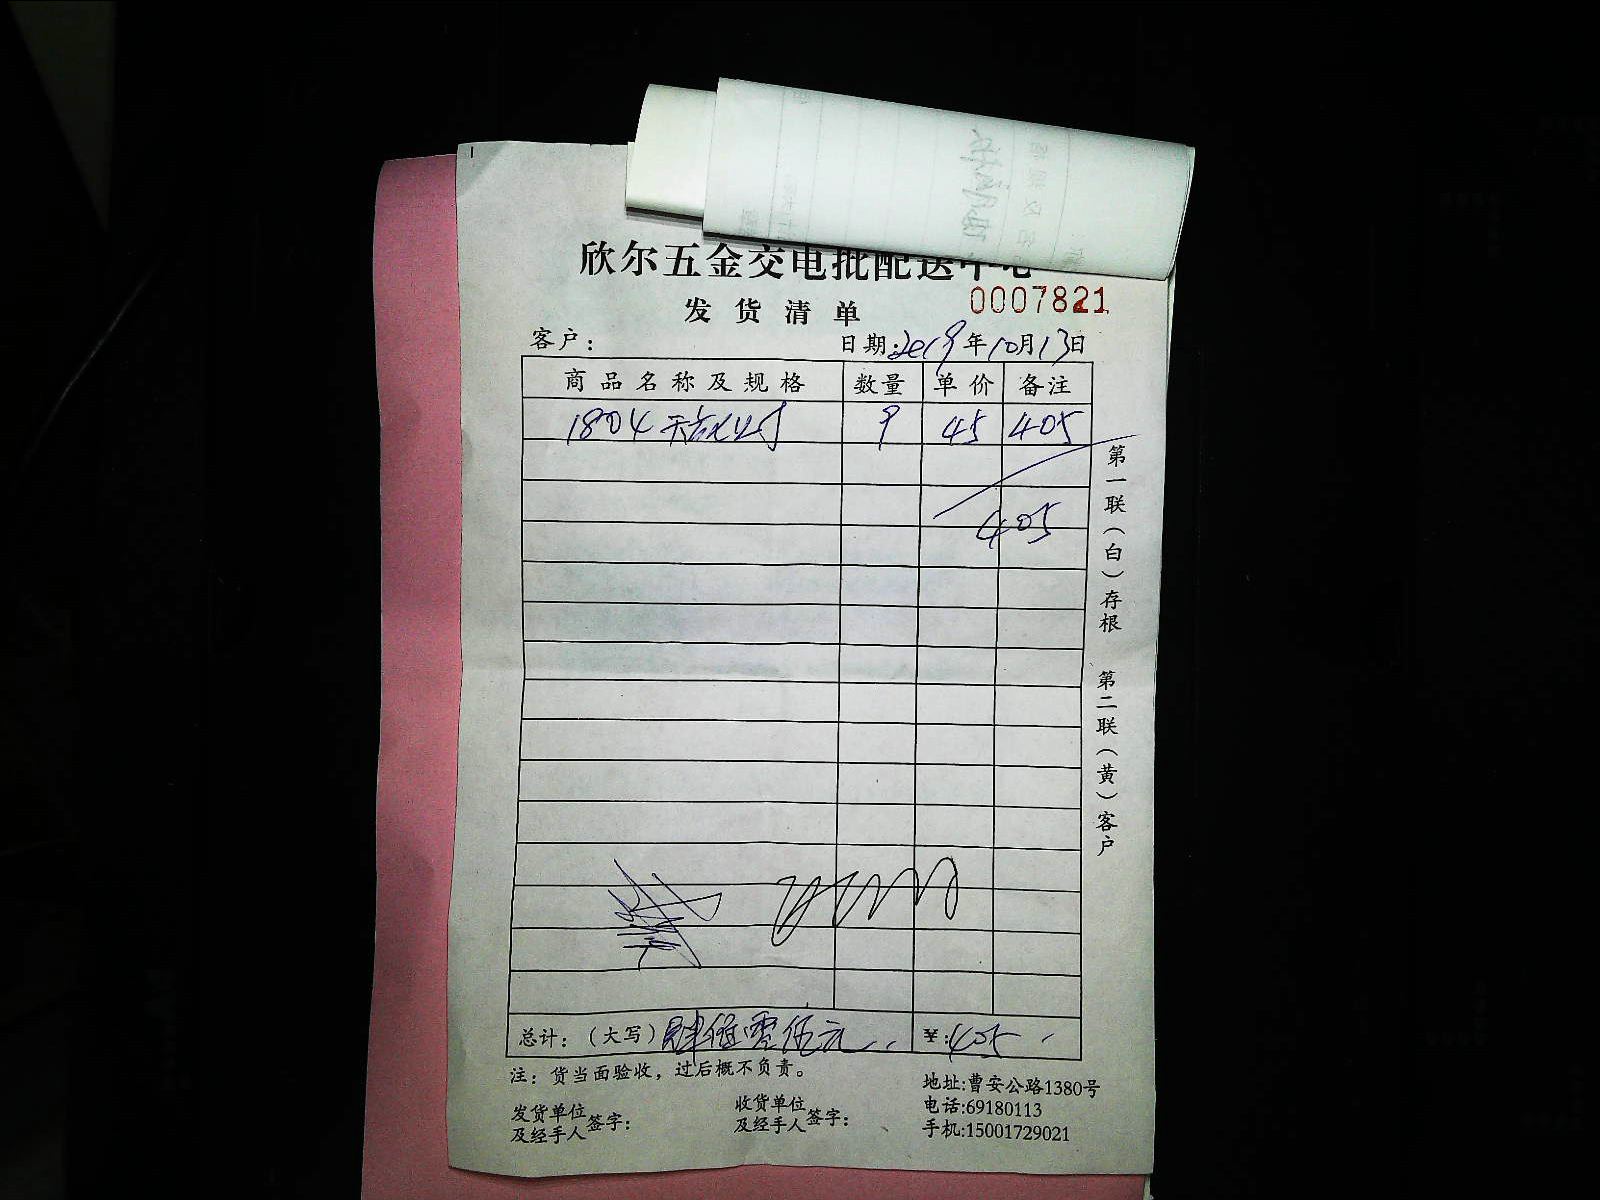 欣尔五金交电批配送中心
发货清单 0007821
客户： 日期：2019年10月13日
商品名称及规格 数量 单价 备注
1804 9 45 405
405
总计：（大写）肆佰零伍元 ¥:405
注：货当面验收，过后概不负责。
发货单位及经手人签字：
收货单位及经手人签字：
地址:曹安公路1380号
电话:69180113
手机:15001729021
第一联（白）存根 第二联（黄）客户